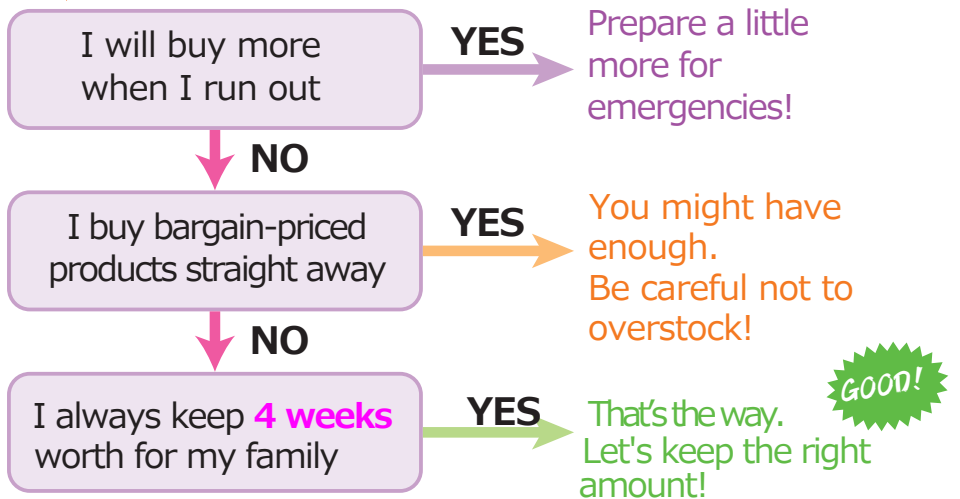 I will buy more
when I run out
YES
Prepare a little
more for
emergencies!
NO
I buy bargain-priced
products straight away
YES
You might have
enough.
Be careful not to
overstock!
NO
I always keep 4 weeks
worth for my family
YES
That's the way.
Let's keep the right
amount!
GOOD!